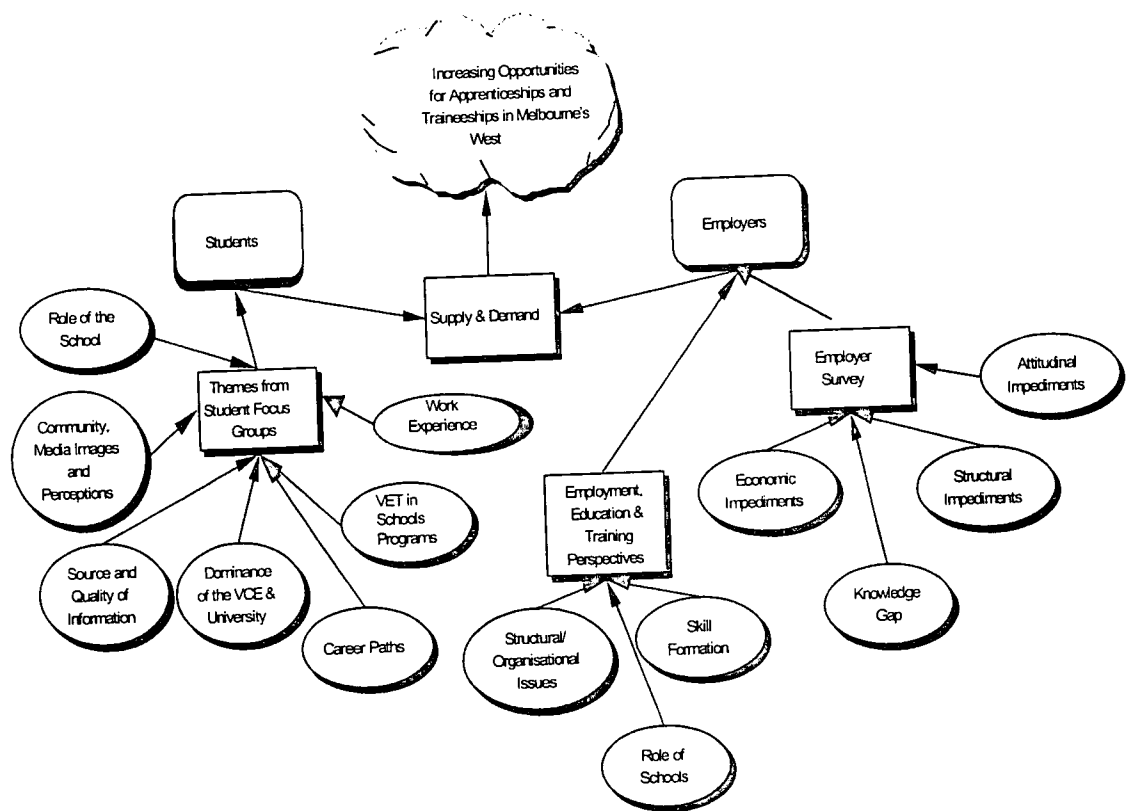 Increasing Opportunities
for Apprenticeships and
Traineeships in Melbourne's
West
Students
Employers
Supply & Demand
Role of the
School
Themes from
Student Focus
Groups
Work
Experience
Community,
Media Images
and
Perceptions
VET in
Schools
Programs
Source and
Quality of
Information
Dominance
of the VCE &
University
Career Paths
Employer
Survey
Attitudinal
Impediments
Economic
Impediments
Structural
Impediments
Knowledge
Gap
Employment,
Education &
Training
Perspectives
Structural/
Organisational
Issues
Skill
Formation
Role of
Schools